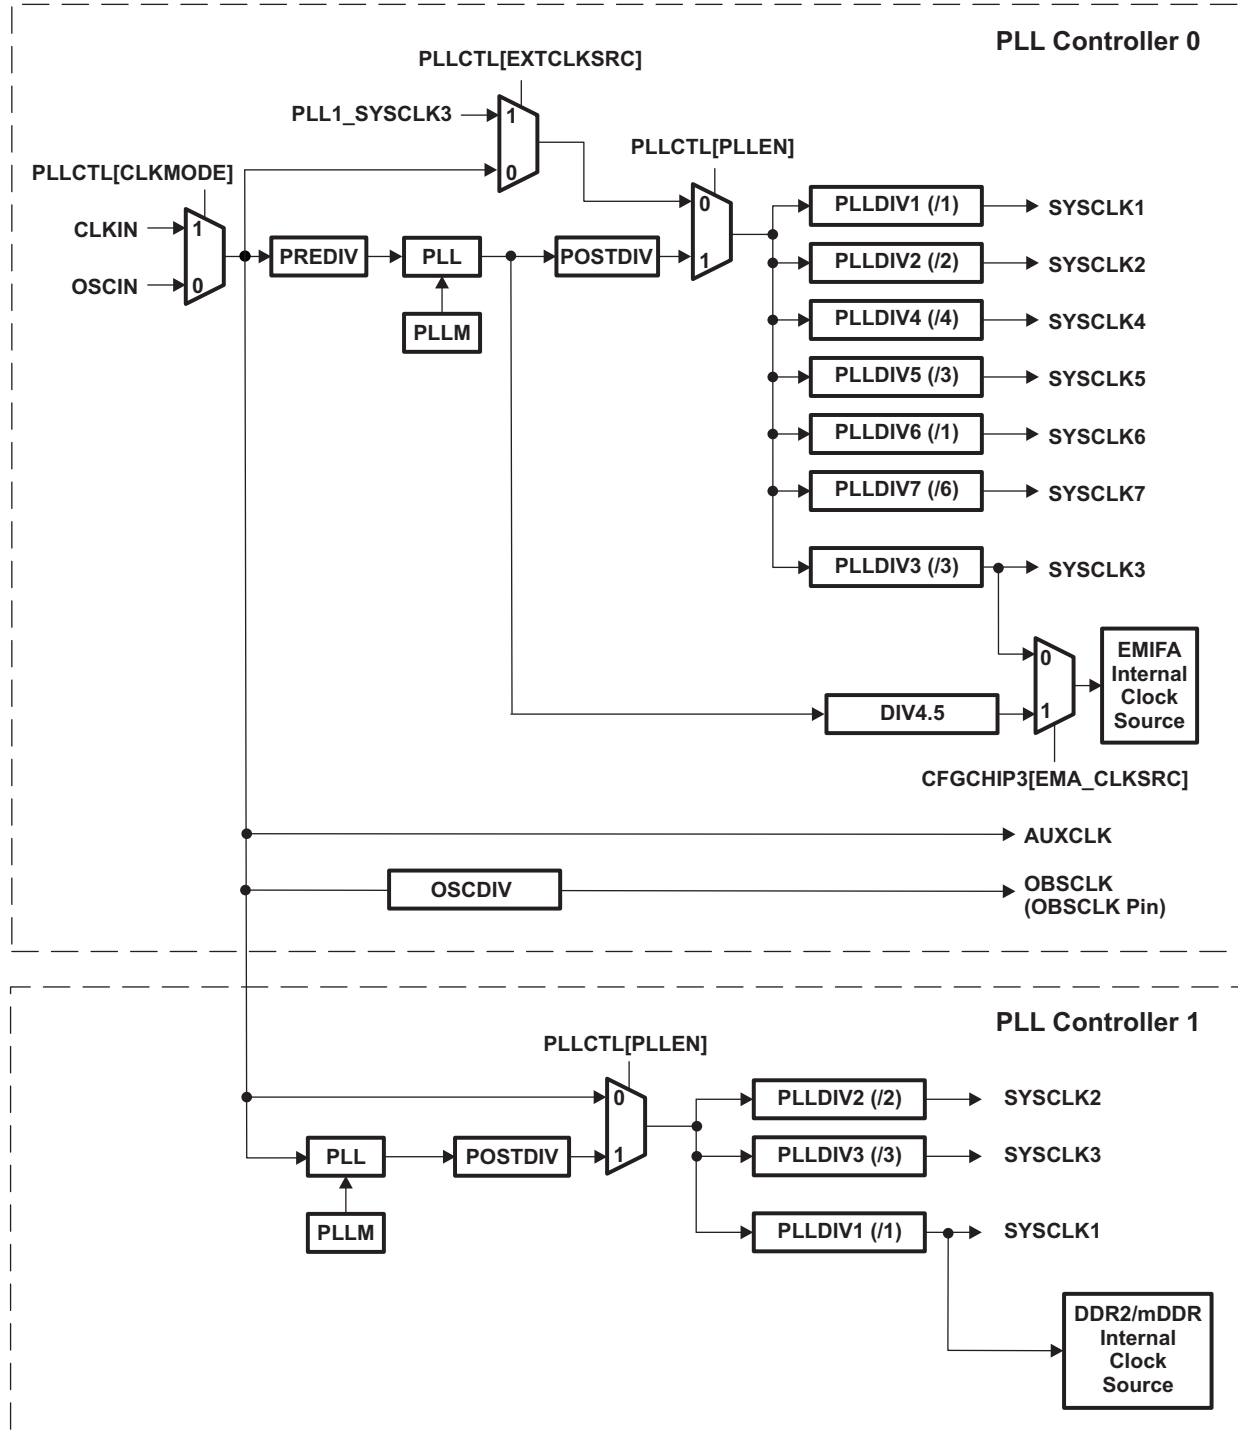 PLL Controller 0
PLLCTL[EXTCLKSRC]
PLL1_SYSCLK3
1
0
PLLCTL[PLLEN]
PLLCTL[CLKMODE]
CLKIN
1
OSCIN
0
PREDIV
PLL
PLLM
POSTDIV
0
1
PLLDIV1 (/1)
SYSCLK1
PLLDIV2 (/2)
SYSCLK2
PLLDIV4 (/4)
SYSCLK4
PLLDIV5 (/3)
SYSCLK5
PLLDIV6 (/1)
SYSCLK6
PLLDIV7 (/6)
SYSCLK7
PLLDIV3 (/3)
SYSCLK3
0
1
EMIFA
Internal
Clock
Source
DIV4.5
CFGCHIP3[EMA_CLKSRC]
AUXCLK
OSCDIV
OBSCLK
(OBSCLK Pin)
PLL Controller 1
PLLCTL[PLLEN]
0
1
PLL
POSTDIV
PLLM
PLLDIV2 (/2)
SYSCLK2
PLLDIV3 (/3)
SYSCLK3
PLLDIV1 (/1)
SYSCLK1
DDR2/mDDR
Internal
Clock
Source